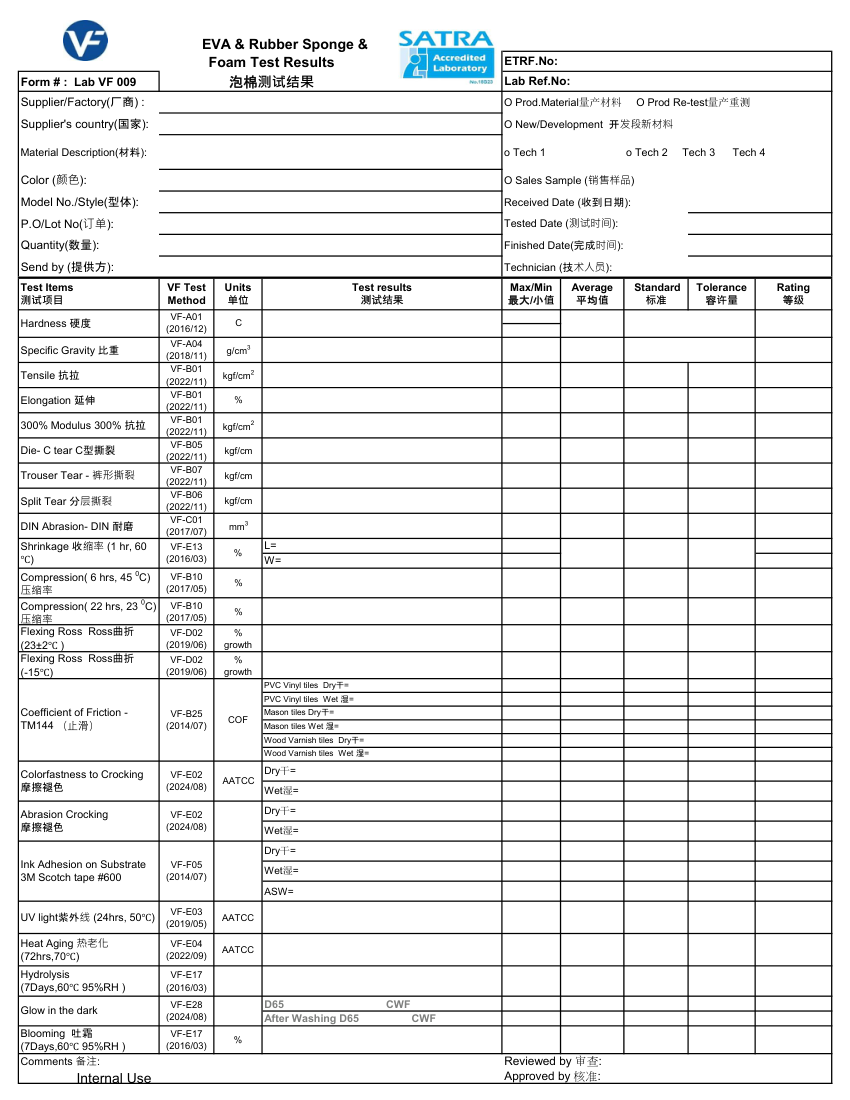 VF
EVA & Rubber Sponge &
Foam Test Results
泡棉测试结果
SATRA
Accredited
Laboratory
ETRF.No:
Form # : Lab VF 009
Lab Ref.No:
Supplier/Factory(厂商) :
O Prod.Material量产材料 O Prod Re-test量产重测
Supplier's country(国家):
O New/Development 开发段新材料
Material Description(材料):
o Tech 1 o Tech 2 Tech 3 Tech 4
Color (颜色):
O Sales Sample (销售样品)
Model No./Style(型体):
Received Date (收到日期):
P.O/Lot No(订单):
Tested Date (测试时间):
Quantity(数量):
Finished Date(完成时间):
Send by (提供方):
Technician (技术人员):
Test Items VF Test Units Test results Max/Min Average Standard Tolerance Rating
测试项目 Method 单位 测试结果 最大/小值 平均值 标准 容许量 等级
Hardness 硬度 VF-A01 C
(2016/12)
Specific Gravity 比重 VF-A04 g/cm3
(2018/11)
Tensile 抗拉 VF-B01 kgf/cm2
(2022/11)
Elongation 延伸 VF-B01 %
(2022/11)
300% Modulus 300% 抗拉 VF-B01 kgf/cm2
(2022/11)
Die- C tear C型撕裂 VF-B05 kgf/cm
(2022/11)
Trouser Tear - 裤形撕裂 VF-B07 kgf/cm
(2022/11)
Split Tear 分层撕裂 VF-B06 kgf/cm
(2022/11)
DIN Abrasion- DIN 耐磨 VF-C01 mm3
(2017/07)
Shrinkage 收缩率 (1 hr, 60 VF-E13 % L=
℃) (2016/03) W=
Compression( 6 hrs, 45 0C) VF-B10 %
压缩率 (2017/05)
Compression( 22 hrs, 23 0C) VF-B10 %
压缩率 (2017/05)
Flexing Ross Ross曲折 VF-D02 %
(23±2℃ ) (2019/06) growth
Flexing Ross Ross曲折 VF-D02 %
(-15℃) (2019/06) growth
Coefficient of Friction - VF-B25 COF
TM144 （止滑） (2014/07)
PVC Vinyl tiles Dry干=
PVC Vinyl tiles Wet 湿=
Mason tiles Dry干=
Mason tiles Wet 湿=
Wood Varnish tiles Dry干=
Wood Varnish tiles Wet 湿=
Colorfastness to Crocking VF-E02 AATCC Dry干=
摩擦褪色 (2024/08) Wet湿=
Abrasion Crocking VF-E02 Dry干=
摩擦褪色 (2024/08) Wet湿=
Ink Adhesion on Substrate VF-F05 Dry干=
3M Scotch tape #600 (2014/07) Wet湿=
ASW=
UV light紫外线 (24hrs, 50℃) VF-E03 AATCC
(2019/05)
Heat Aging 热老化 VF-E04 AATCC
(72hrs,70℃) (2022/09)
Hydrolysis VF-E17
(7Days,60℃ 95%RH ) (2016/03)
Glow in the dark VF-E28 D65 CWF
(2024/08) After Washing D65 CWF
Blooming 吐霜 VF-E17 %
(7Days,60℃ 95%RH ) (2016/03)
Comments 备注: Reviewed by 审查:
Internal Use Approved by 核准: